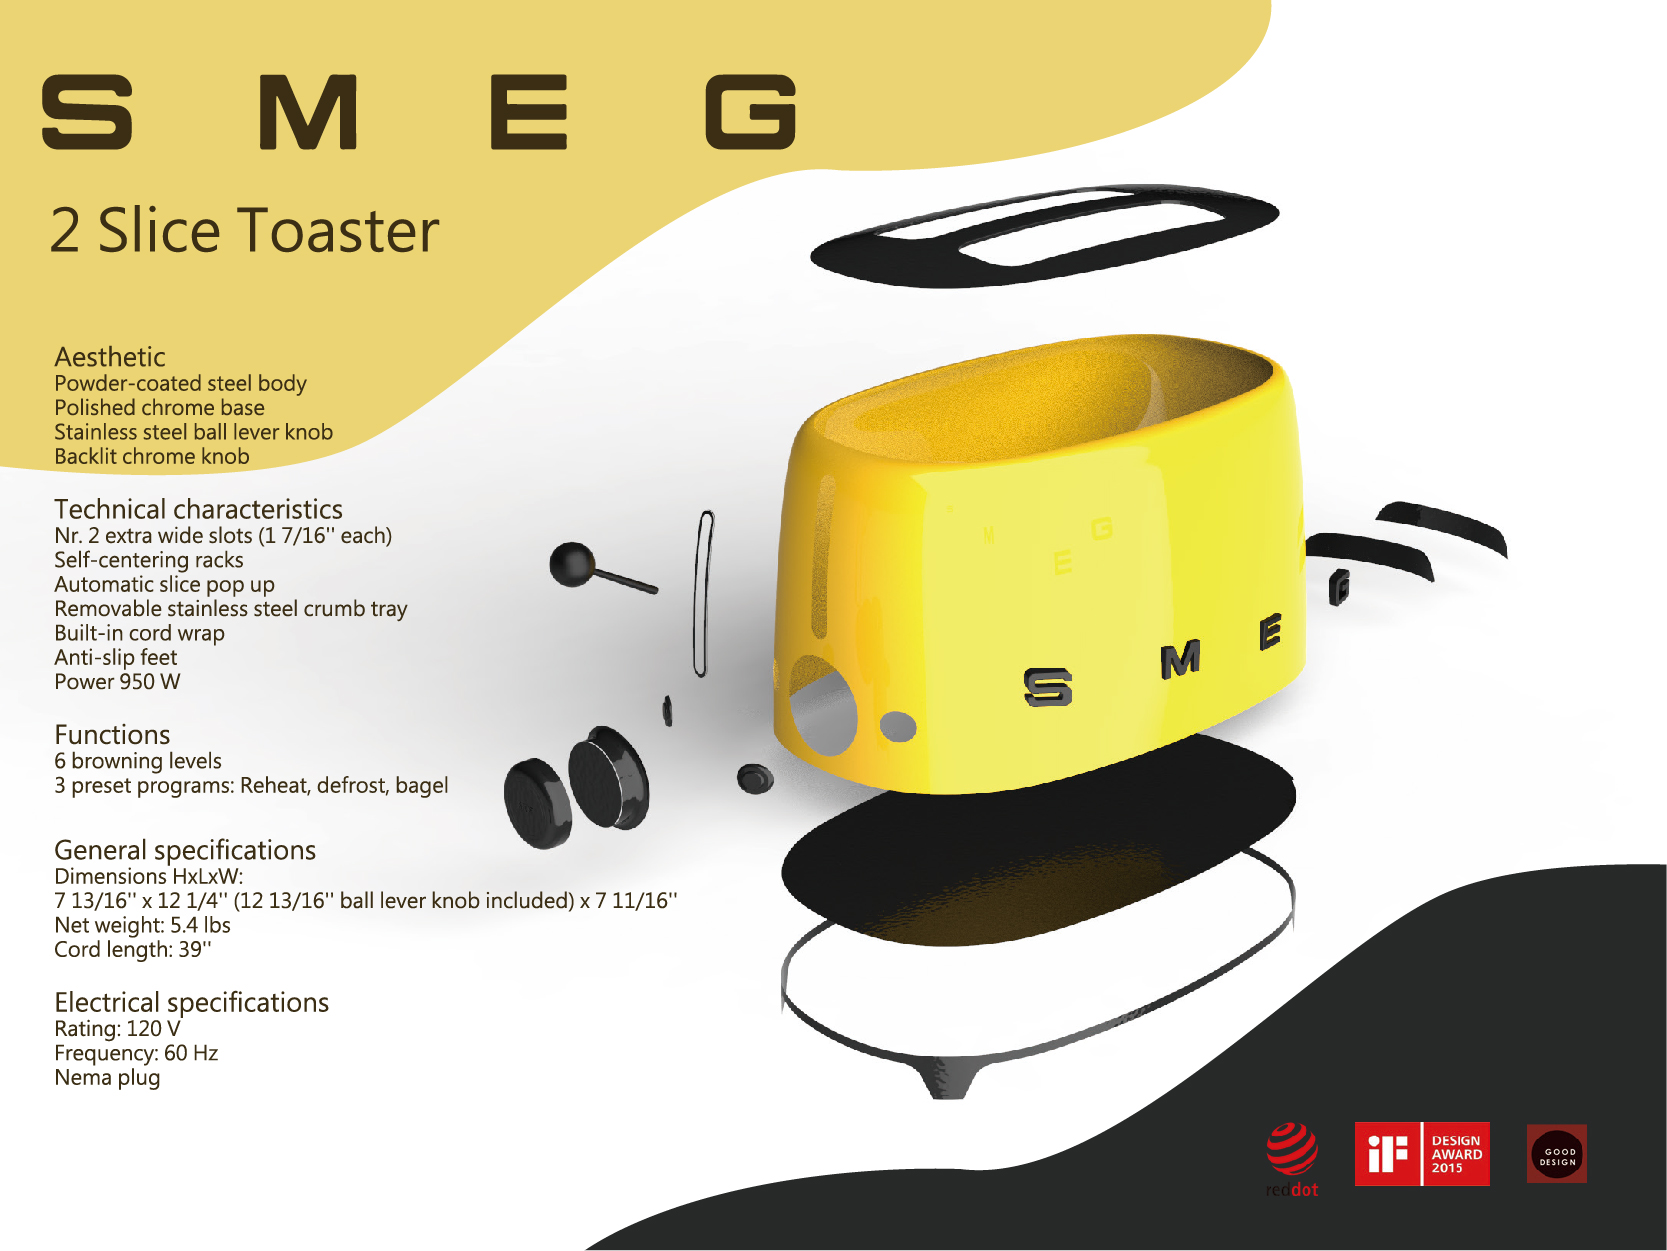 S M E G
2 Slice Toaster
Aesthetic
Powder-coated steel body
Polished chrome base
Stainless steel ball lever knob
Backlit chrome knob
Technical characteristics
Nr. 2 extra wide slots (1 7/16'' each)
Self-centering racks
Automatic slice pop up
Removable stainless steel crumb tray
Built-in cord wrap
Anti-slip feet
Power 950 W
Functions
6 browning levels
3 preset programs: Reheat, defrost, bagel
General specifications
Dimensions HxLxW:
7 13/16'' x 12 1/4'' (12 13/16'' ball lever knob included) x 7 11/16''
Net weight: 5.4 lbs
Cord length: 39''
Electrical specifications
Rating: 120 V
Frequency: 60 Hz
Nema plug
M E G
S M E G
reddot
iF
DESIGN
AWARD
2015
GOOD
DESIGN